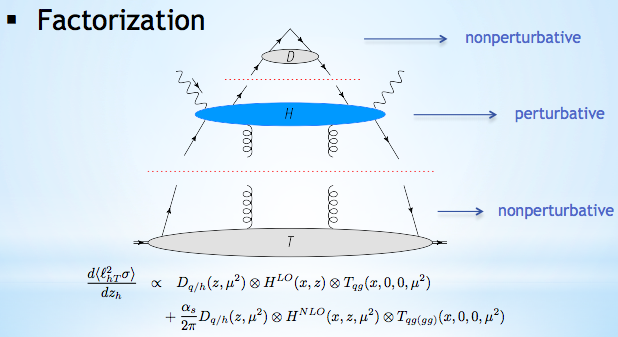 ▪ Factorization
D
nonperturbative
H
perturbative
nonperturbative
T
d⟨ℓ²_{hT}σ⟩/dz_h ∝ D_{q/h}(z, μ²) ⊗ H^{LO}(x, z) ⊗ T_{qg}(x, 0, 0, μ²)
+ α_s/2π D_{q/h}(z, μ²) ⊗ H^{NLO}(x, z, μ²) ⊗ T_{qg(gg)}(x, 0, 0, μ²)